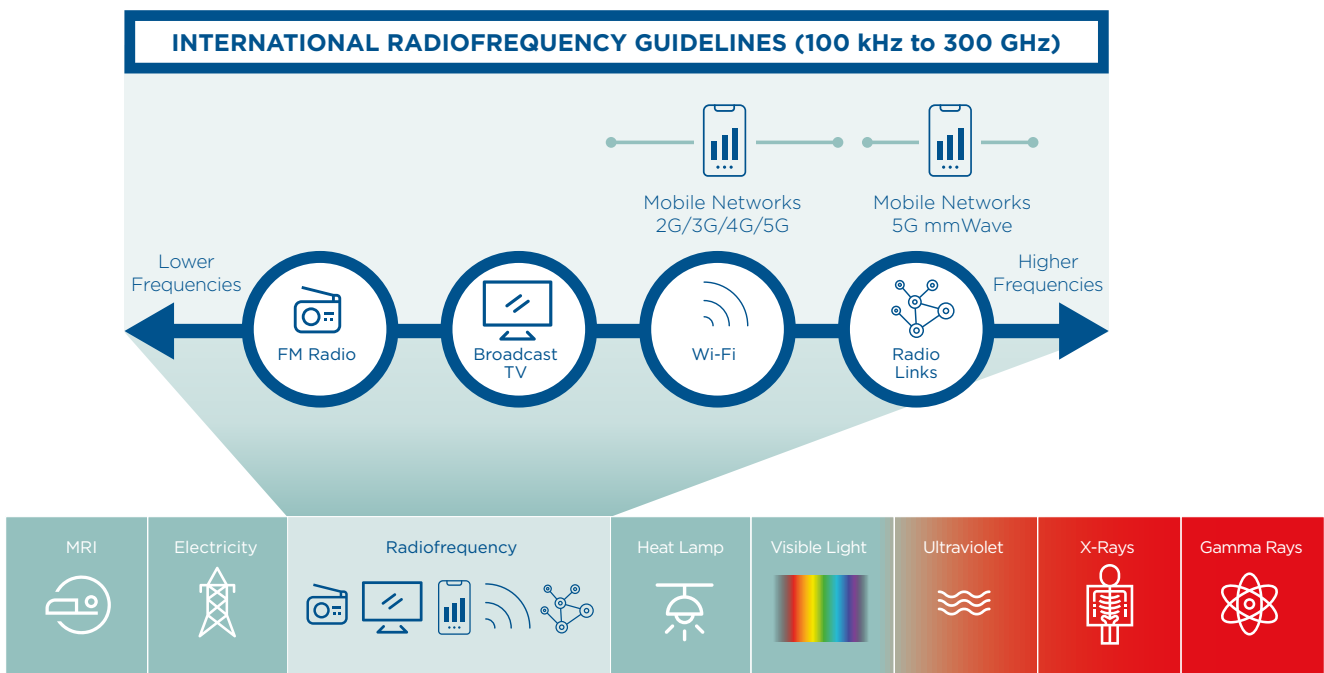 INTERNATIONAL RADIOFREQUENCY GUIDELINES (100 kHz to 300 GHz)
Mobile Networks
2G/3G/4G/5G
Mobile Networks
5G mmWave
Lower
Frequencies
Higher
Frequencies
FM Radio
Broadcast
TV
Wi-Fi
Radio
Links
MRI
Electricity
Radiofrequency
Heat Lamp
Visible Light
Ultraviolet
X-Rays
Gamma Rays